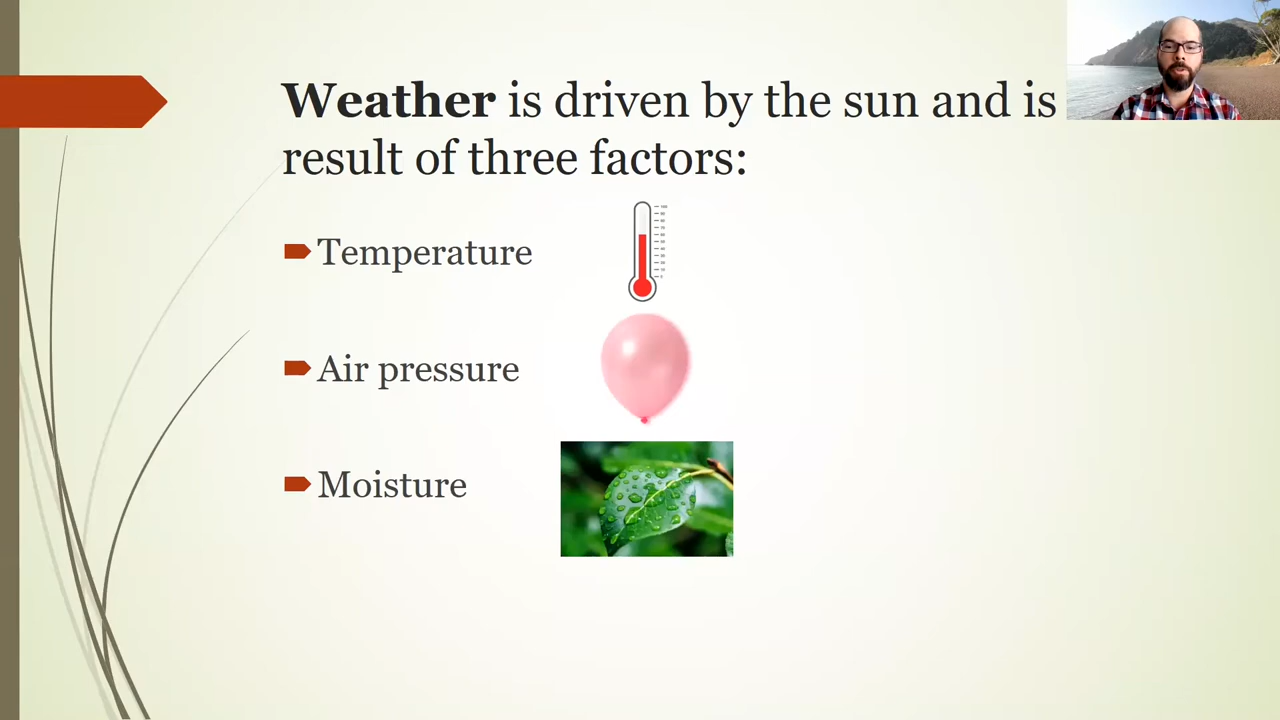 Weather is driven by the sun and is
result of three factors:
Temperature
Air pressure
Moisture